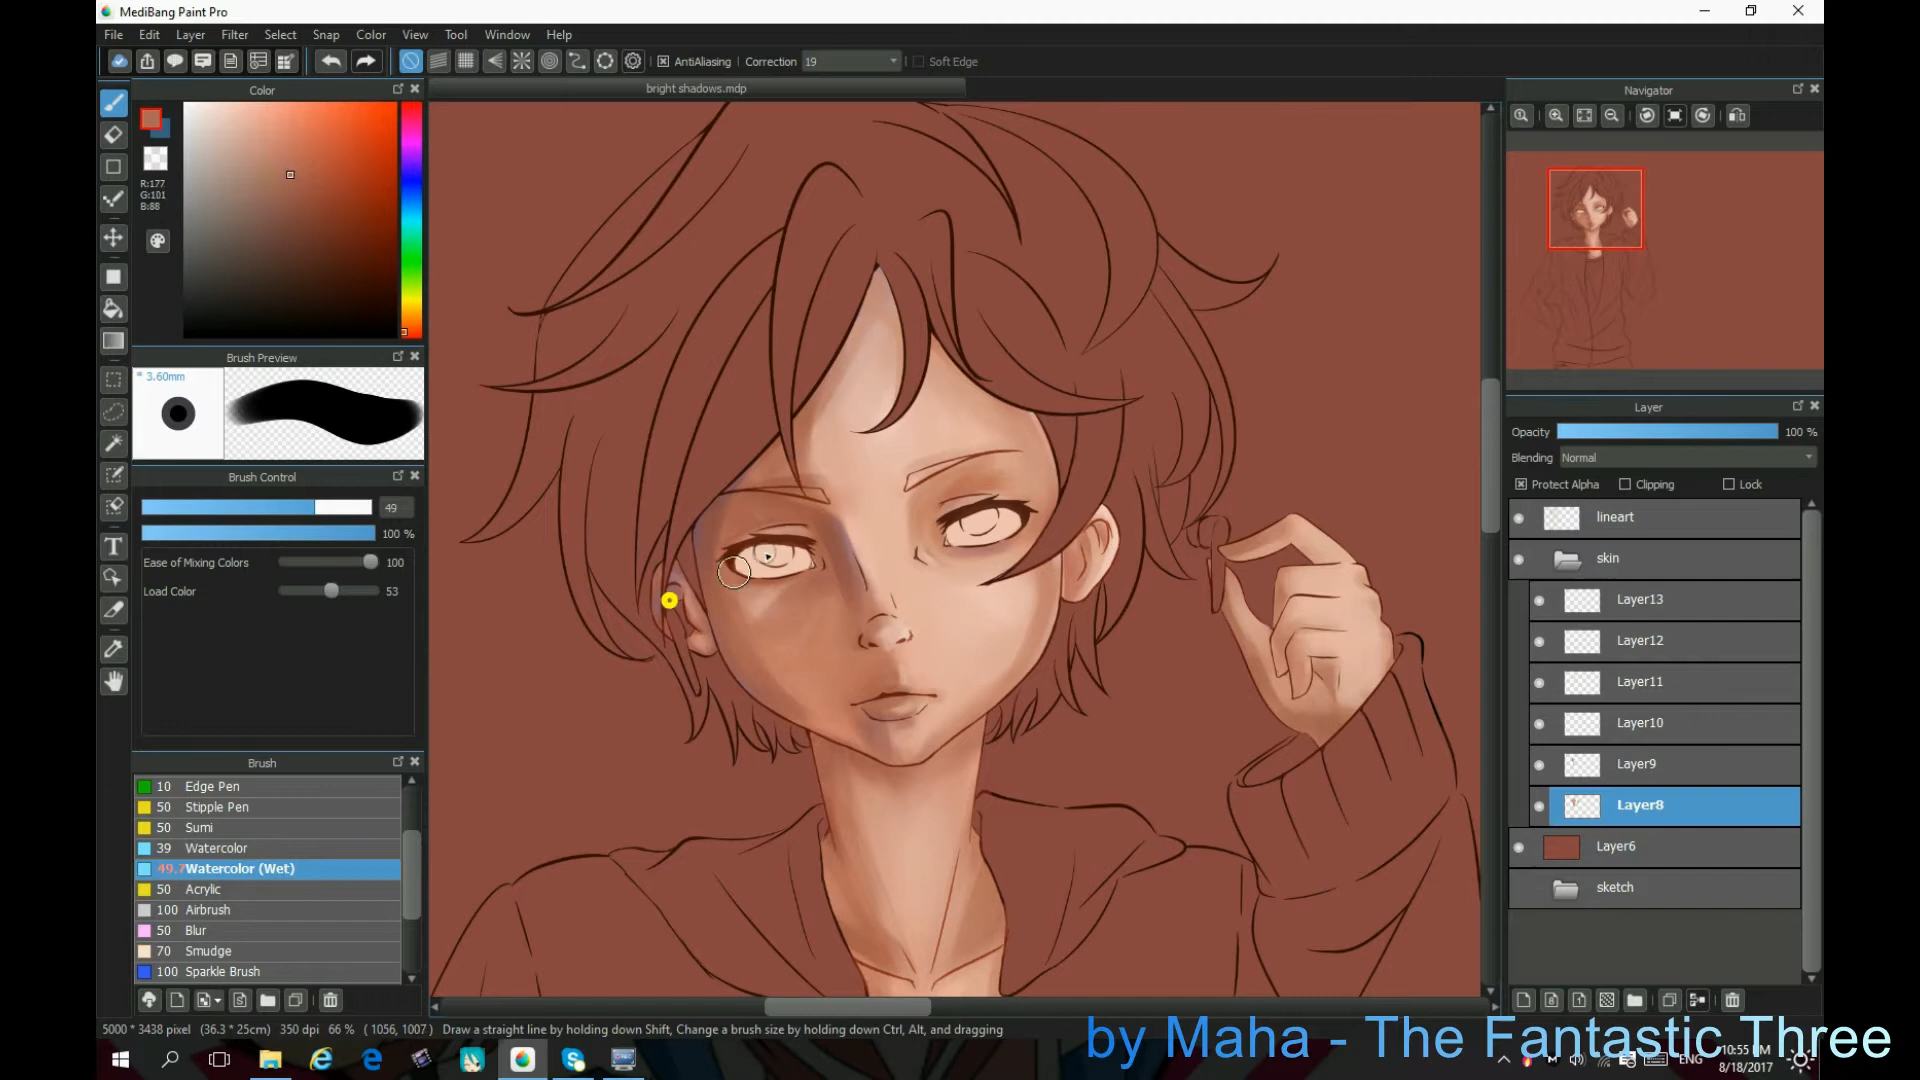 MediBang Paint Pro
File Edit Layer Filter Select Snap Color View Tool Window Help
AntiAliasing Correction 19 Soft Edge
Color
bright shadows.mdp
Navigator
R:177
G:101
B:88
Brush Preview
* 3.60mm
Brush Control
49
100 %
Ease of Mixing Colors 100
Load Color 53
Brush
10 Edge Pen
50 Stipple Pen
50 Sumi
39 Watercolor
49.7 Watercolor (Wet)
50 Acrylic
100 Airbrush
50 Blur
70 Smudge
100 Sparkle Brush
Layer
Opacity 100 %
Blending Normal
Protect Alpha Clipping Lock
lineart
skin
Layer13
Layer12
Layer11
Layer10
Layer9
Layer8
Layer6
sketch
5000 * 3438 pixel (36.3 * 25cm) 350 dpi 66 % ( 1056, 1007 ) Draw a straight line by holding down Shift, Change a brush size by holding down Ctrl, Alt, and dragging
by Maha - The Fantastic Three
ENG
10:55 PM
8/18/2017